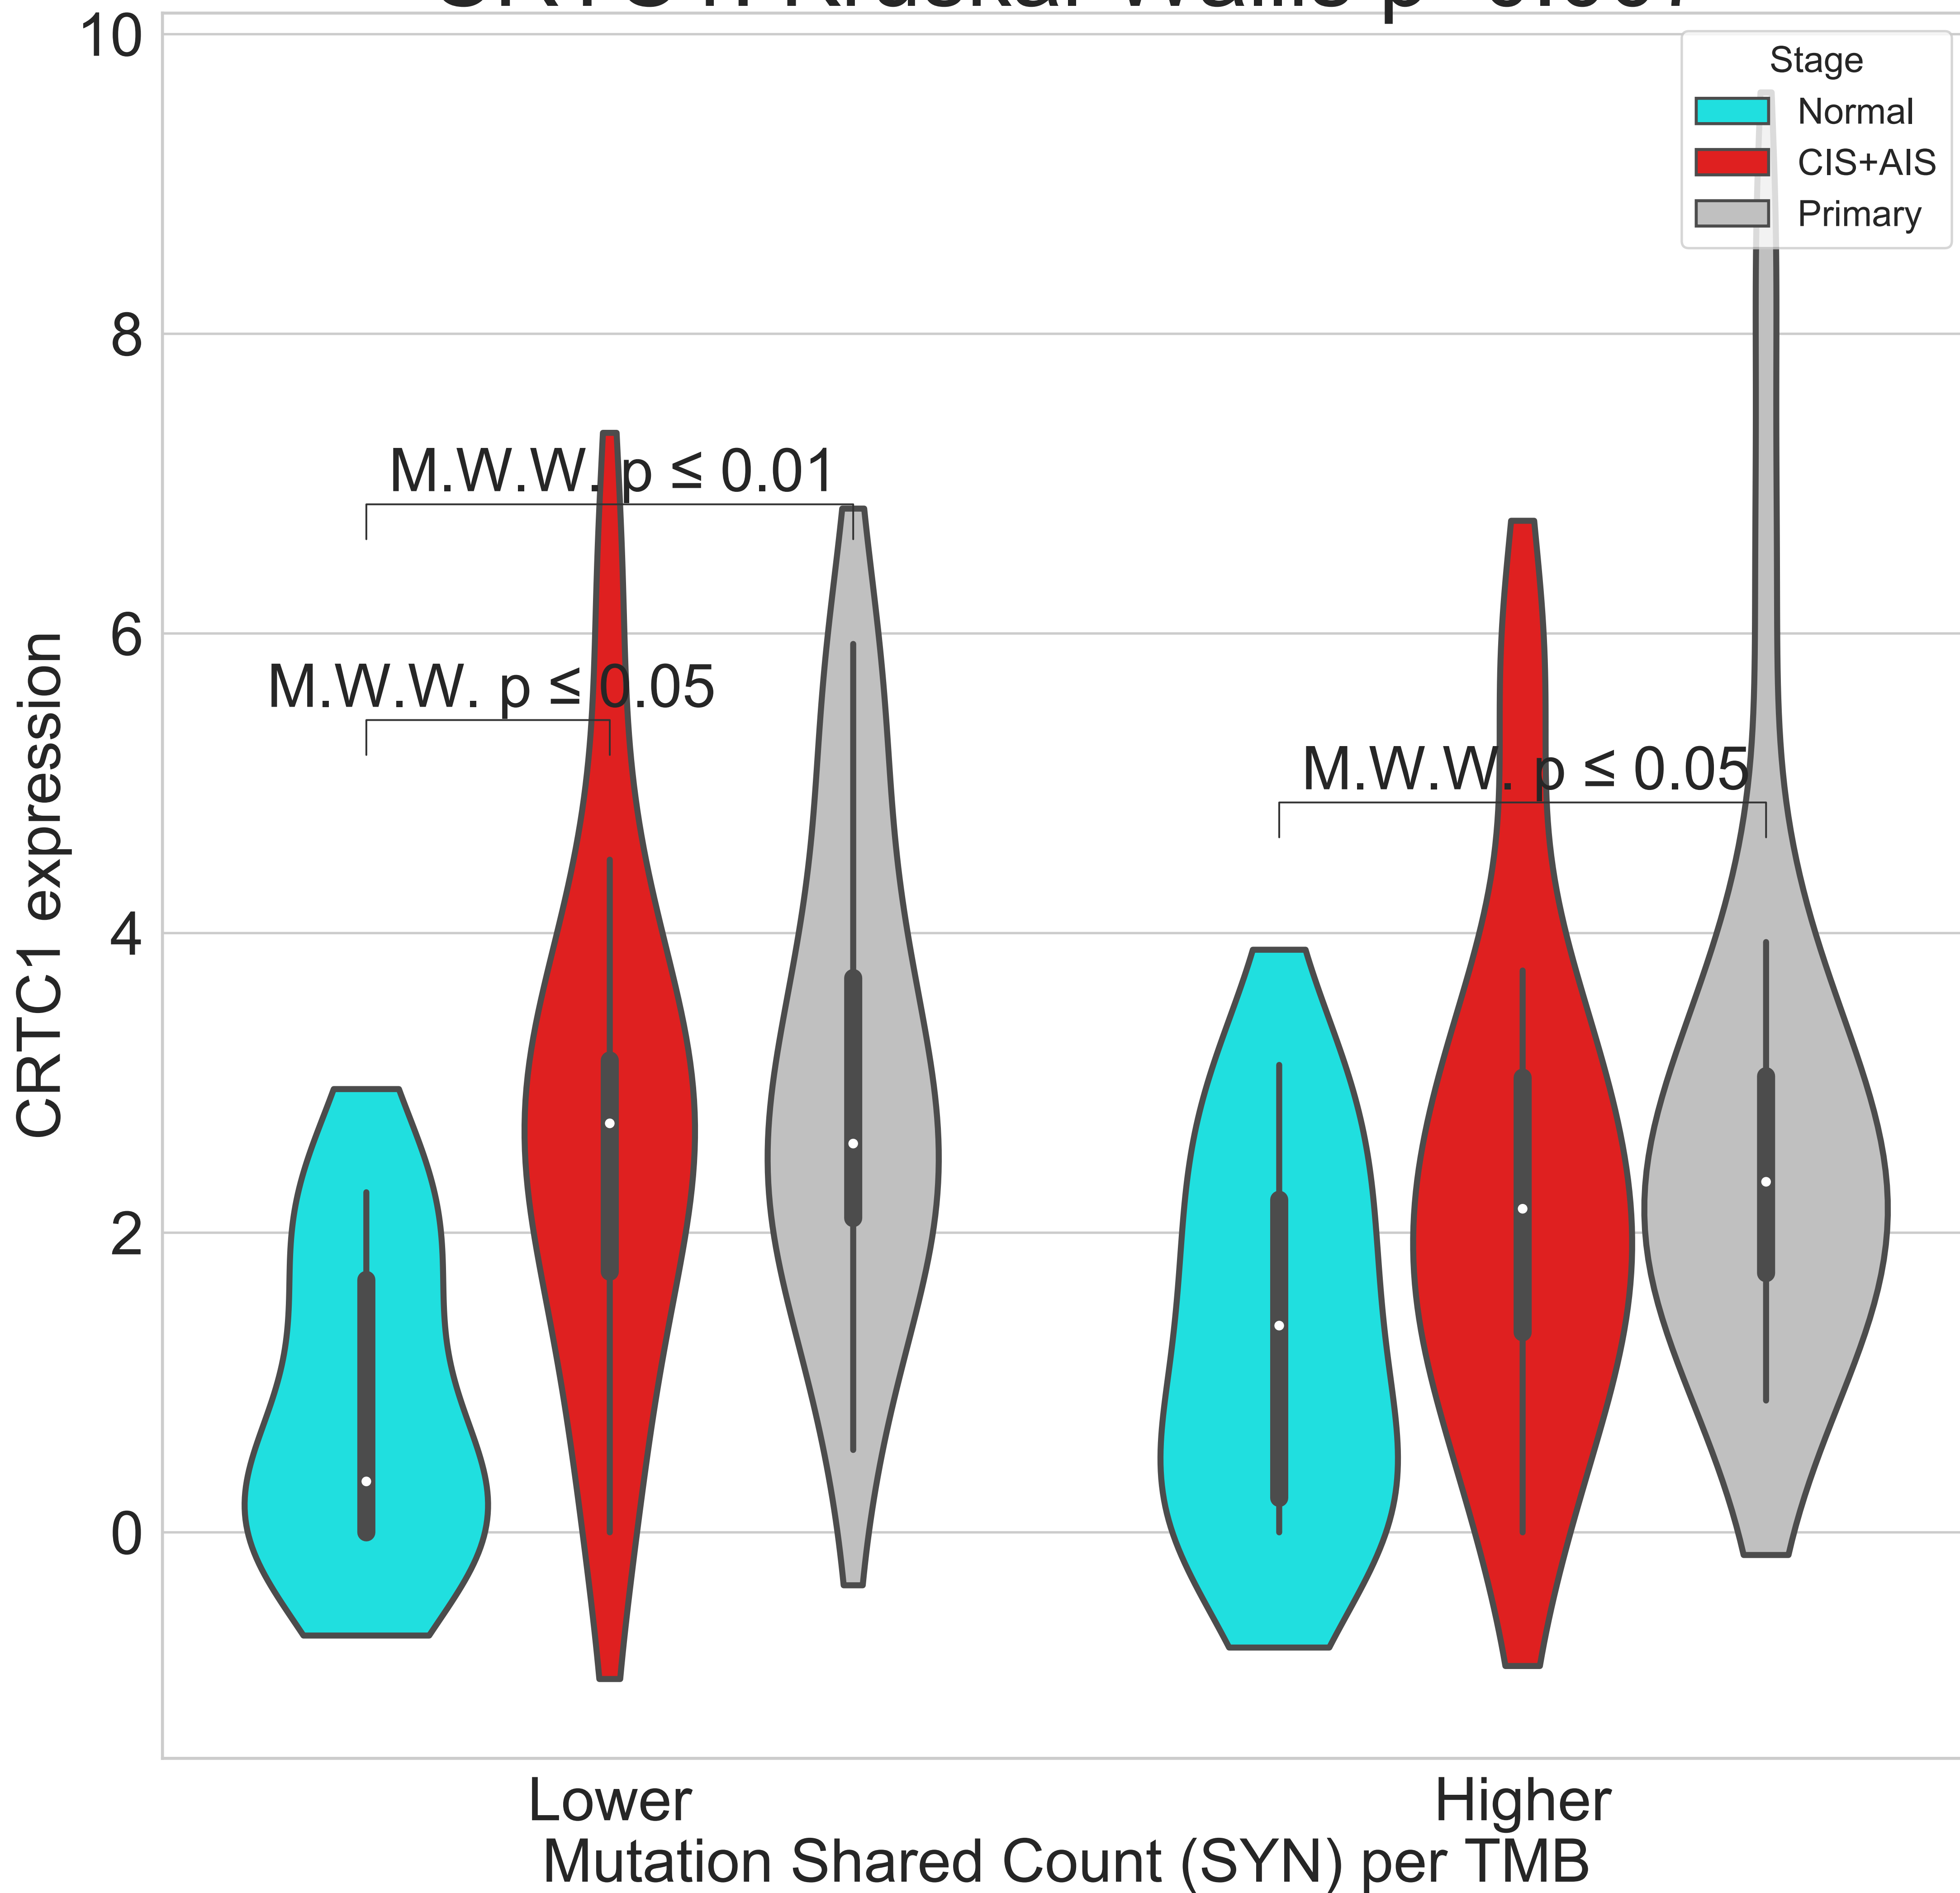 10
8
6
4
2
0
CRTC1 expression
Stage
Normal
CIS+AIS
Primary
M.W.W. p ≤ 0.01
M.W.W. p ≤ 0.05
M.W.W. p ≤ 0.05
Lower
Higher
Mutation Shared Count (SYN) per TMB